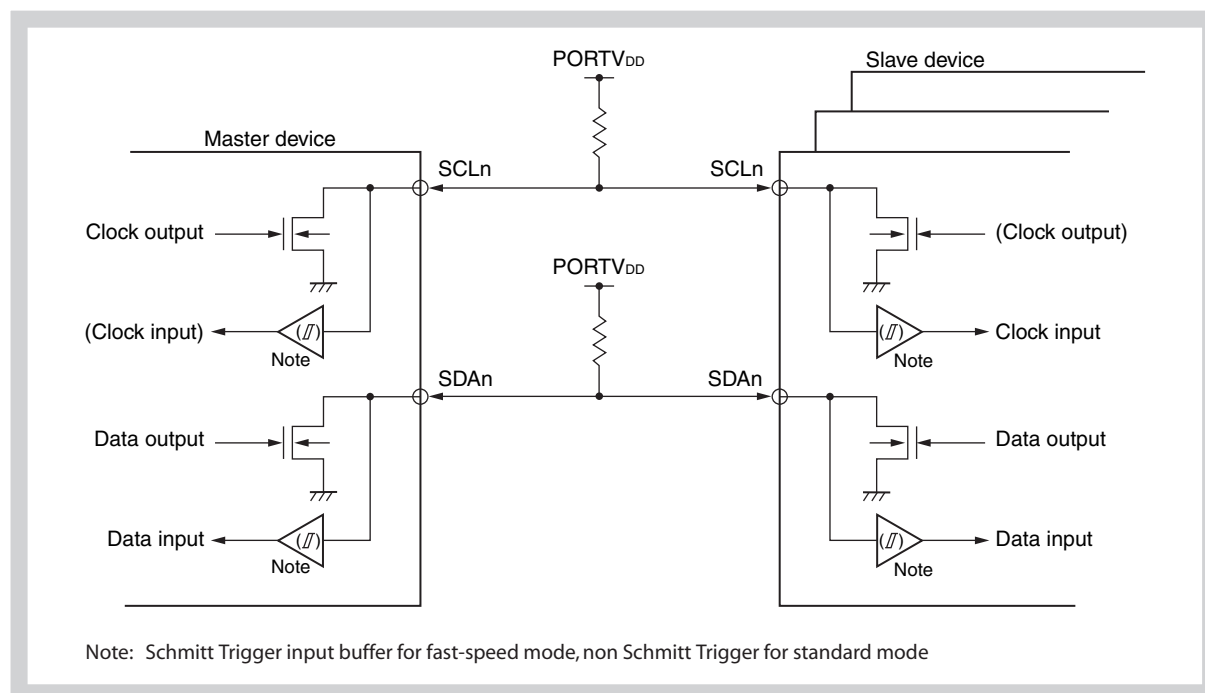 PORTVDD
Slave device
Master device
SCLn
SCLn
Clock output
(Clock output)
PORTVDD
(Clock input)
Note
Clock input
Note
SDAn
SDAn
Data output
Data output
Data input
Note
Data input
Note
Note: Schmitt Trigger input buffer for fast-speed mode, non Schmitt Trigger for standard mode